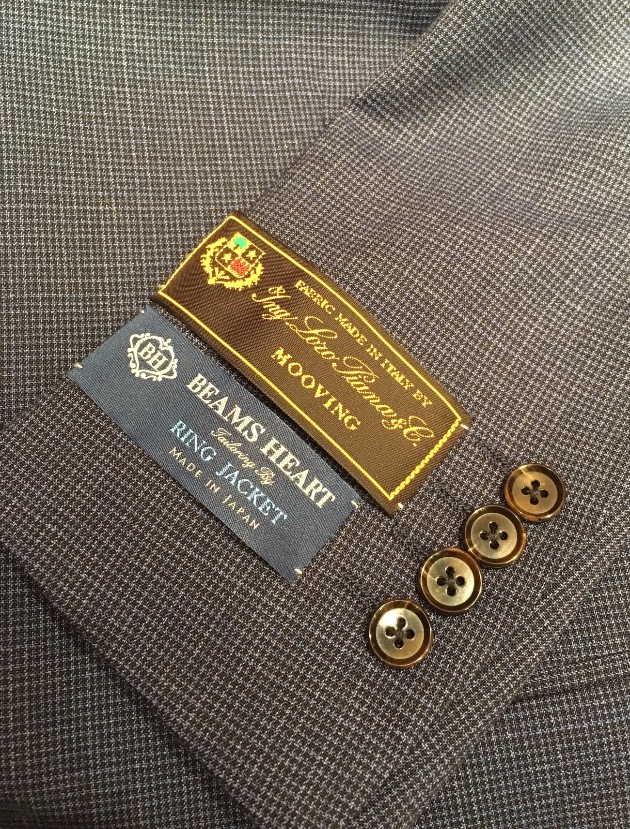 FABRIC MADE IN ITALY BY
Ing. Loro Piana & C.
MOOVING
BH
BEAMS HEART
Tailoring By
RING JACKET
MADE IN JAPAN